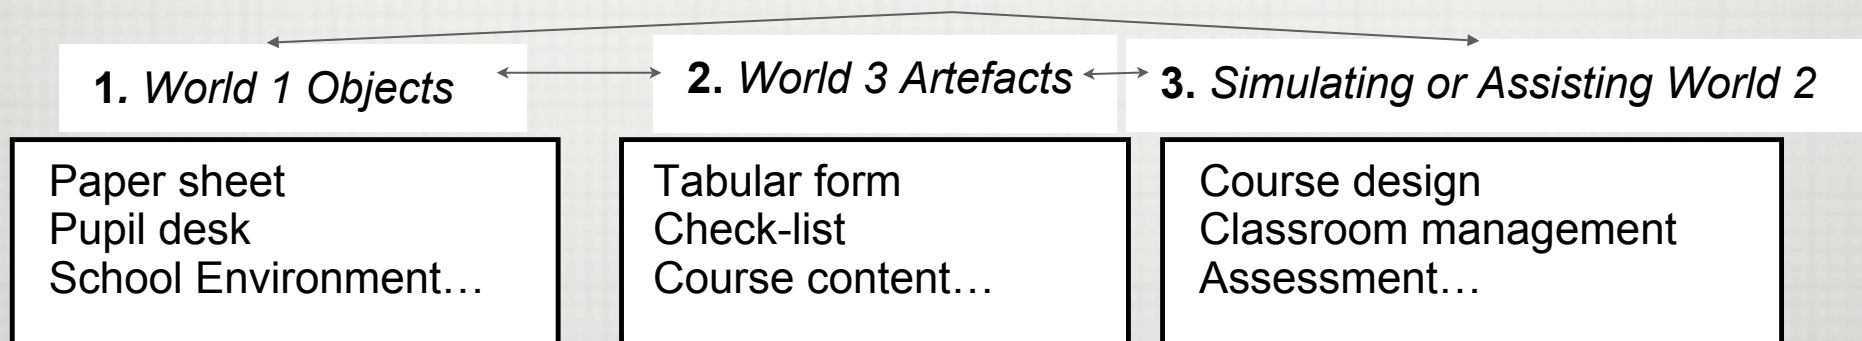 1. World 1 Objects
2. World 3 Artefacts
3. Simulating or Assisting World 2
Paper sheet
Pupil desk
School Environment…
Tabular form
Check-list
Course content…
Course design
Classroom management
Assessment…